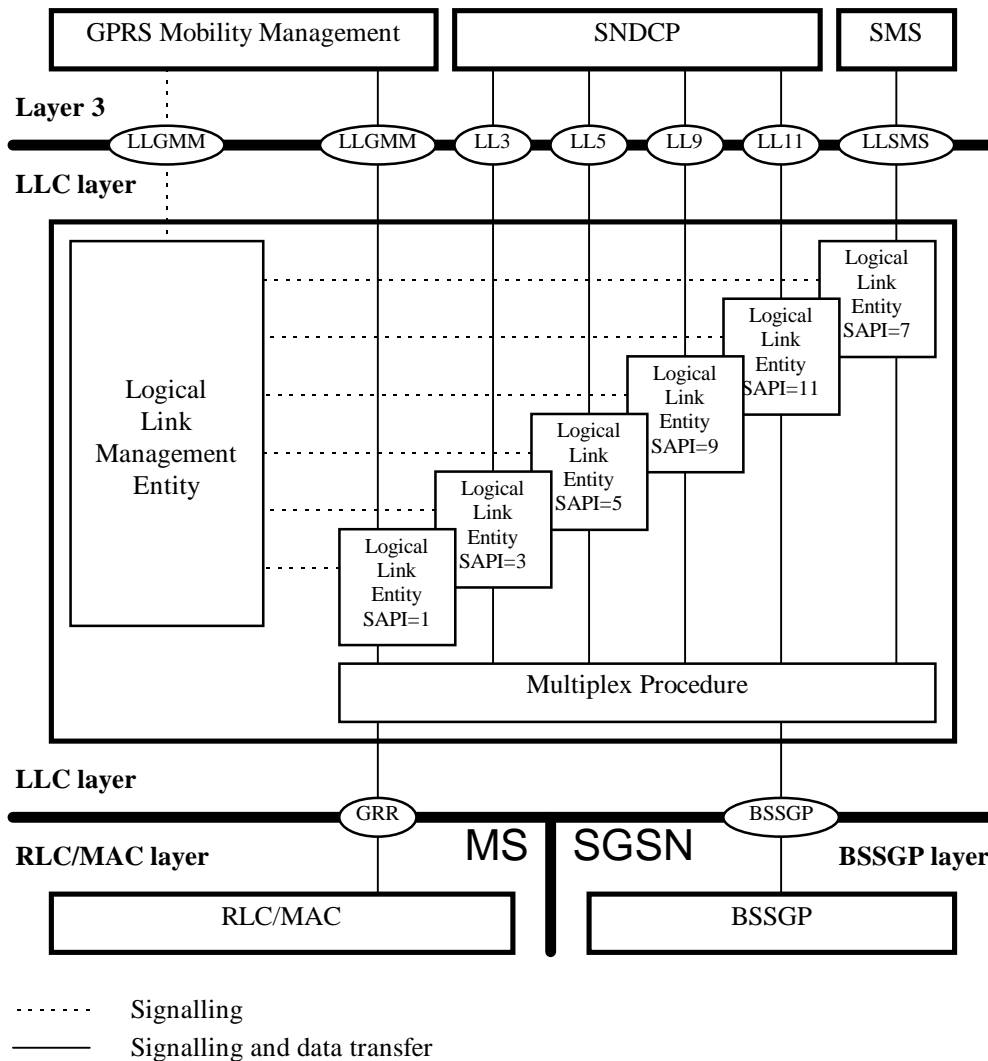 GPRS Mobility Management
SNDCP
SMS
Layer 3
LLGMM
LLGMM
LL3
LL5
LL9
LL11
LLSMS
LLC layer
Logical
Link
Management
Entity
Logical
Link
Entity
SAPI=7
Logical
Link
Entity
SAPI=11
Logical
Link
Entity
SAPI=9
Logical
Link
Entity
SAPI=5
Logical
Link
Entity
SAPI=3
Logical
Link
Entity
SAPI=1
Multiplex Procedure
LLC layer
GRR
BSSGP
RLC/MAC layer
MS
SGSN
BSSGP layer
RLC/MAC
BSSGP
Signalling
Signalling and data transfer